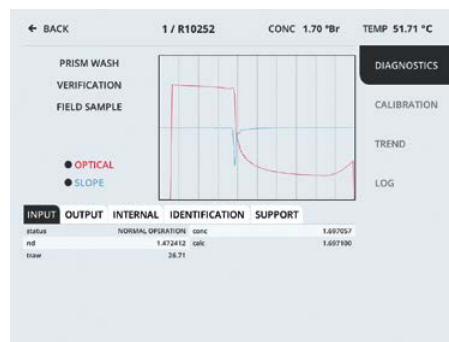 ← BACK 1 / R10252 CONC 1.70 °Br TEMP 51.71 °C
PRISM WASH
VERIFICATION
FIELD SAMPLE
OPTICAL
SLOPE
DIAGNOSTICS
CALIBRATION
TREND
LOG
INPUT OUTPUT INTERNAL IDENTIFICATION SUPPORT
status NORMAL OPERATION conc 1.697057
nd 1.472412 calc 1.697100
traw 26.71